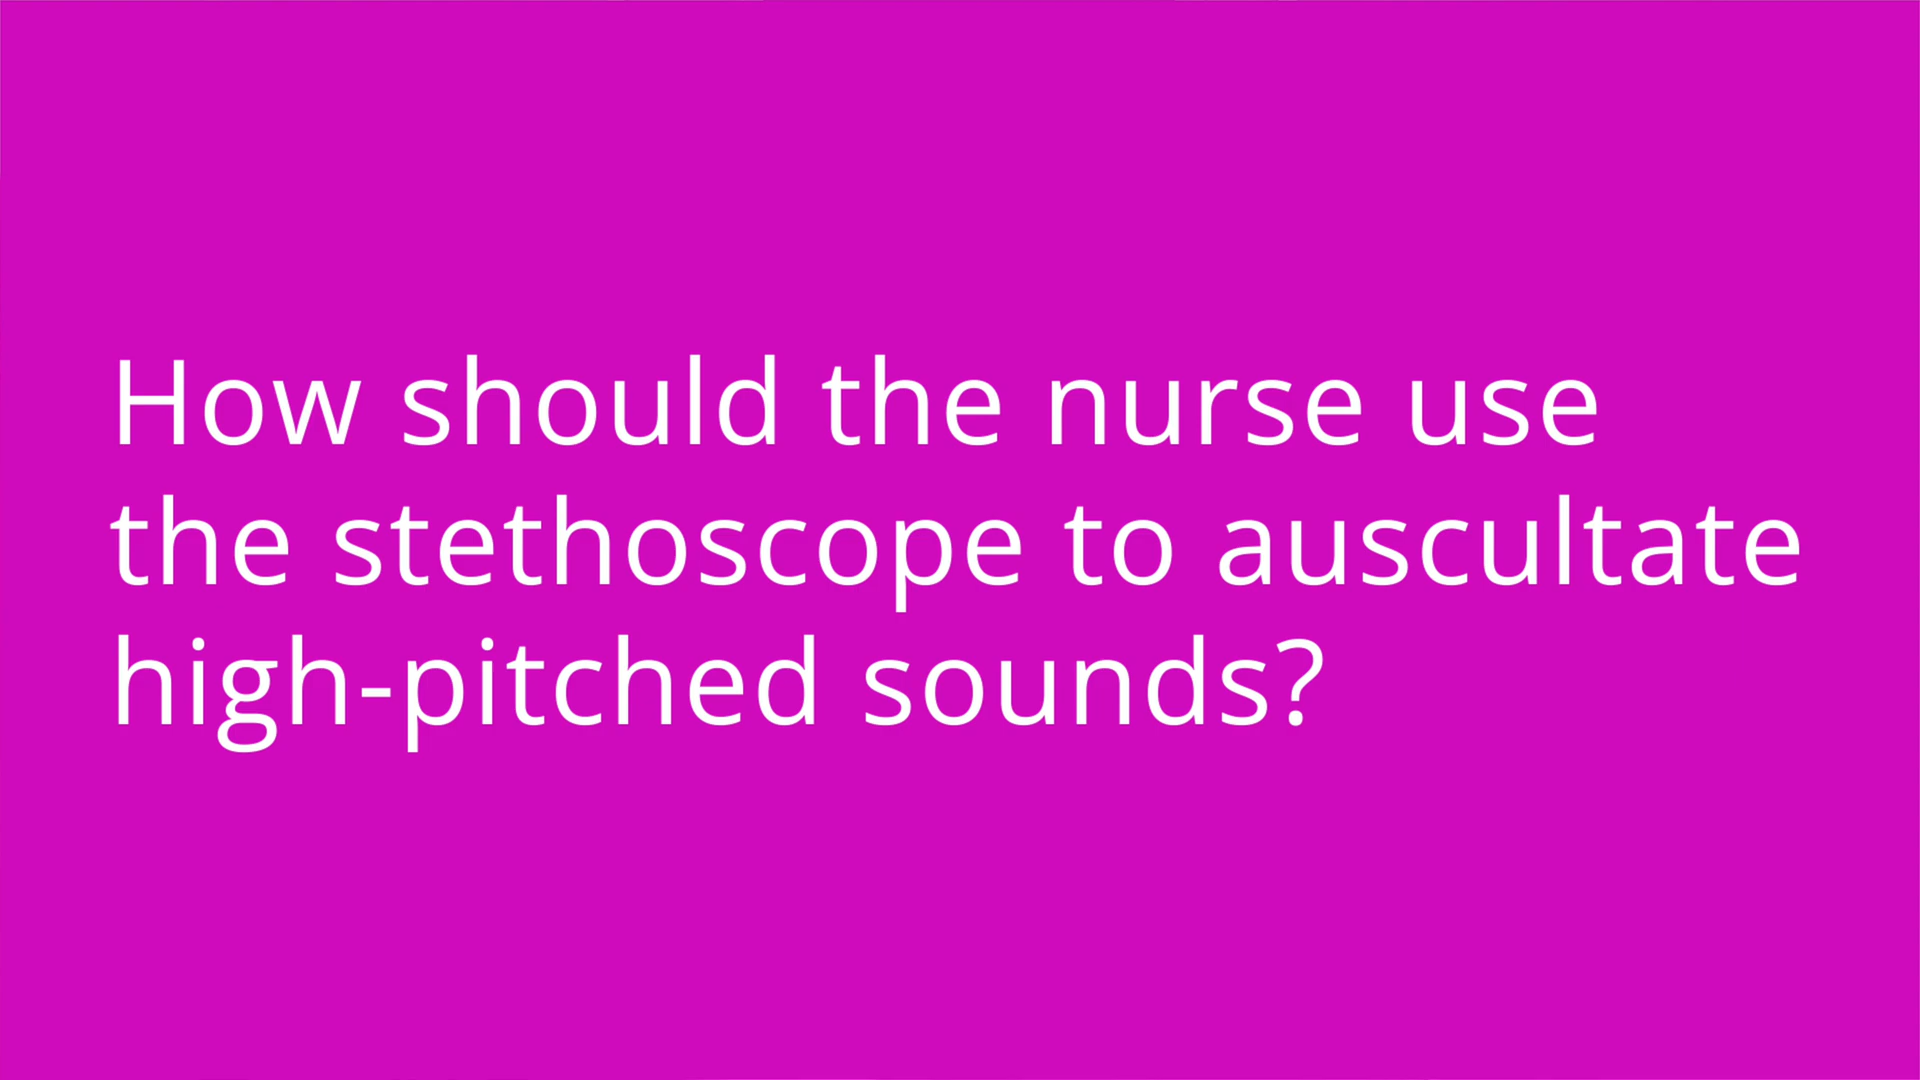 How should the nurse use
the stethoscope to auscultate
high-pitched sounds?